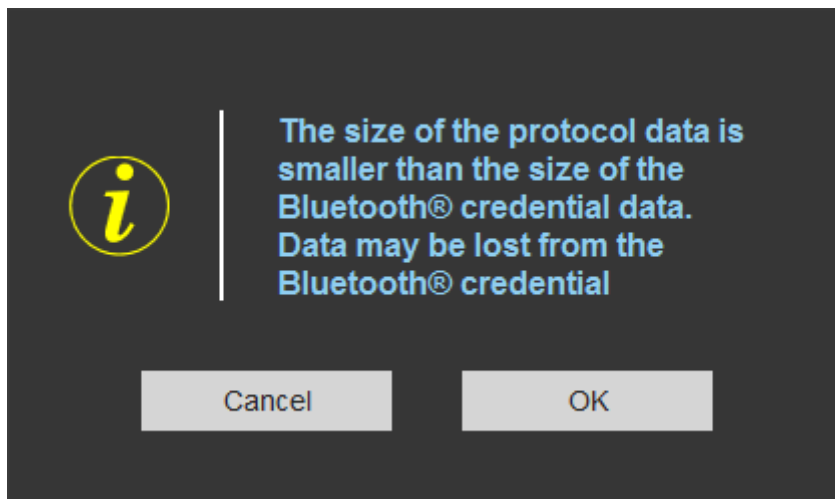 The size of the protocol data is
smaller than the size of the
Bluetooth® credential data.
Data may be lost from the
Bluetooth® credential
Cancel
OK